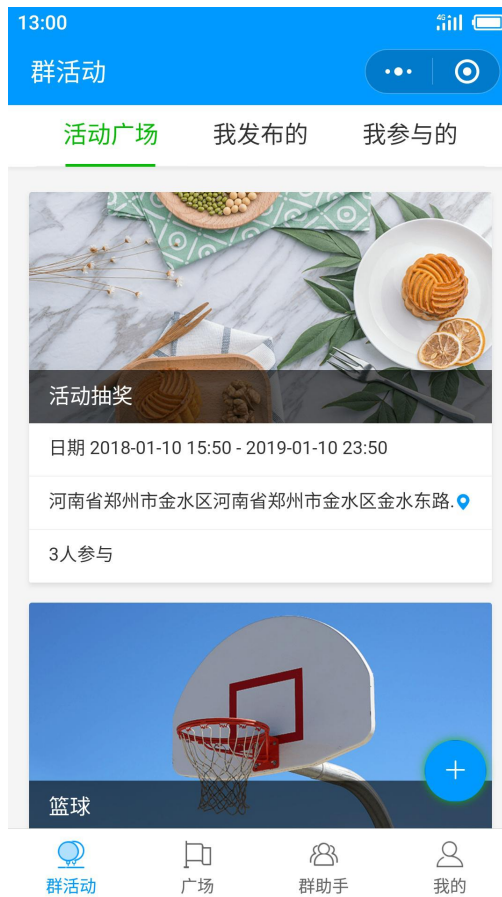 13:00
4G
群活动
活动广场 我发布的 我参与的
活动抽奖
日期 2018-01-10 15:50 - 2019-01-10 23:50
河南省郑州市金水区河南省郑州市金水区金水东路.
3人参与
篮球
群活动 广场 群助手 我的